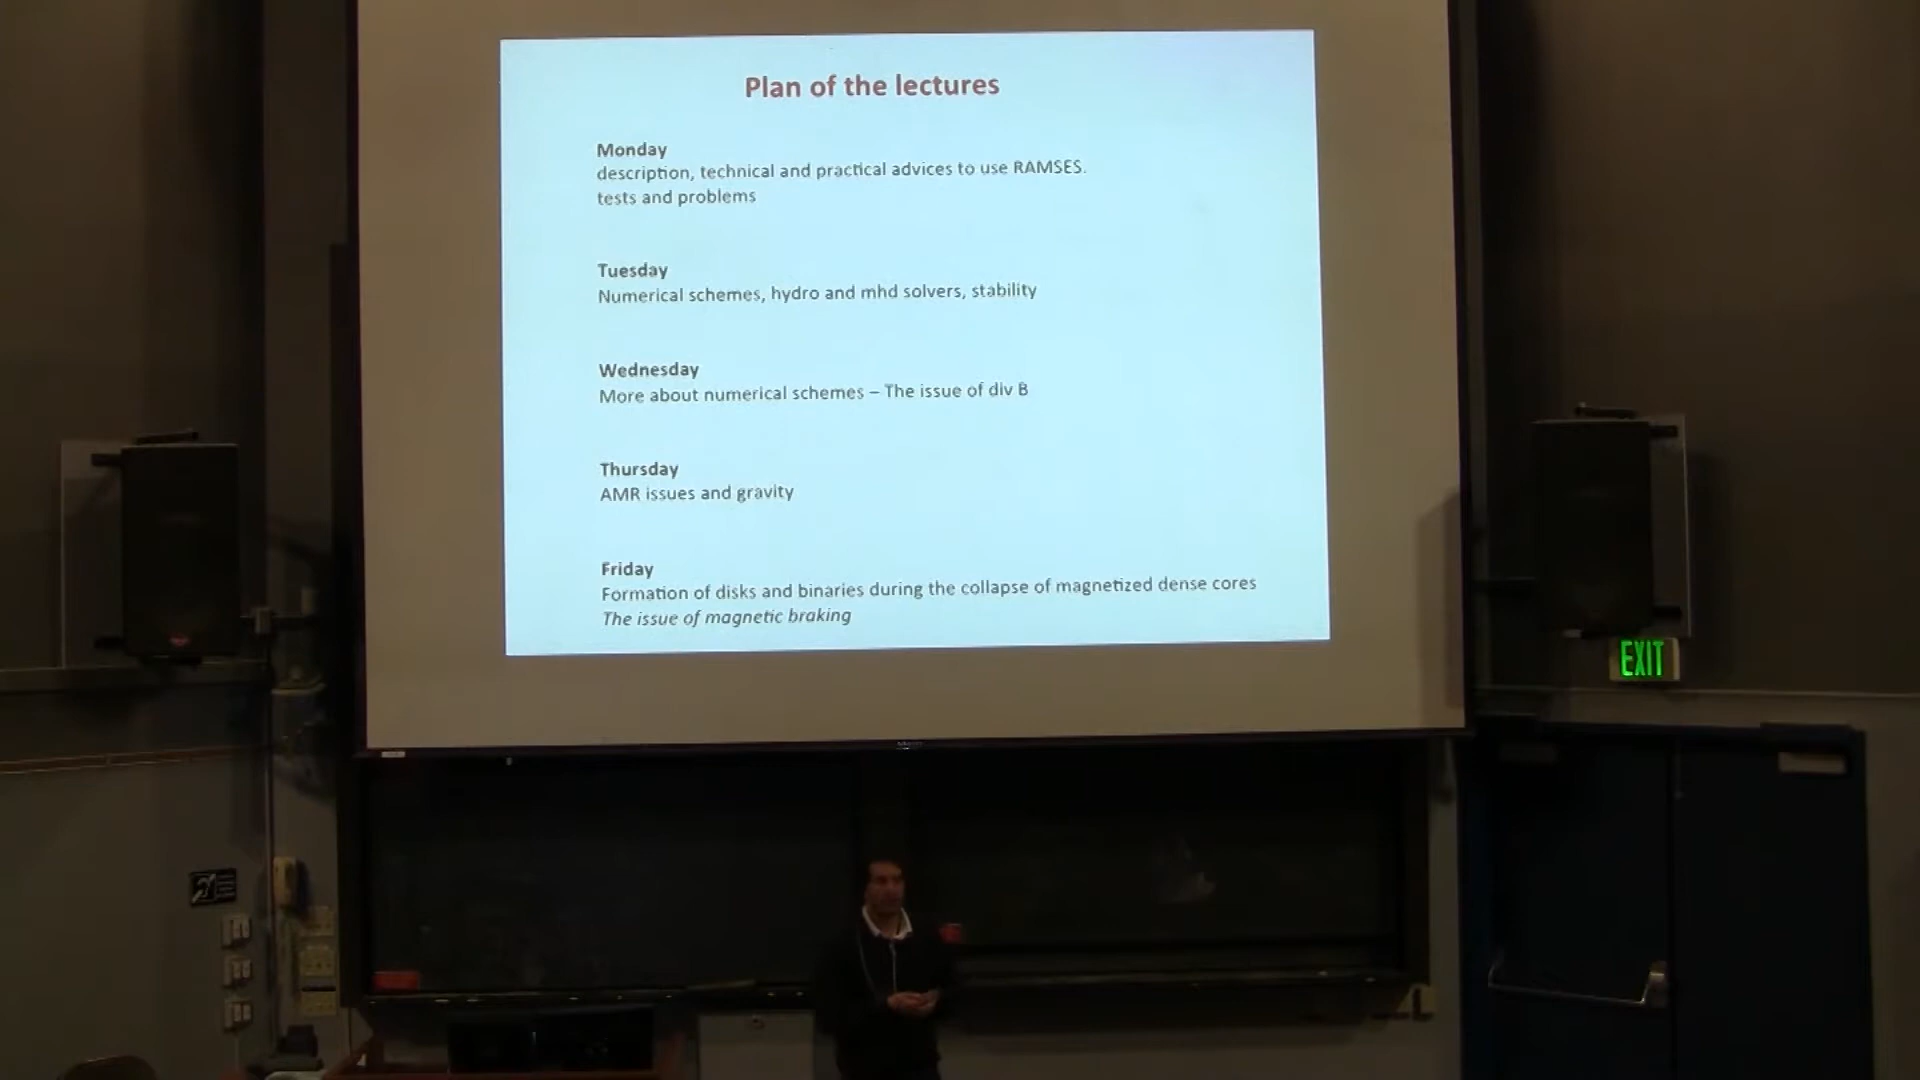 Plan of the lectures
Monday
description, technical and practical advices to use RAMSES.
tests and problems
Tuesday
Numerical schemes, hydro and mhd solvers, stability
Wednesday
More about numerical schemes – The issue of div B
Thursday
AMR issues and gravity
Friday
Formation of disks and binaries during the collapse of magnetized dense cores
The issue of magnetic braking
EXIT